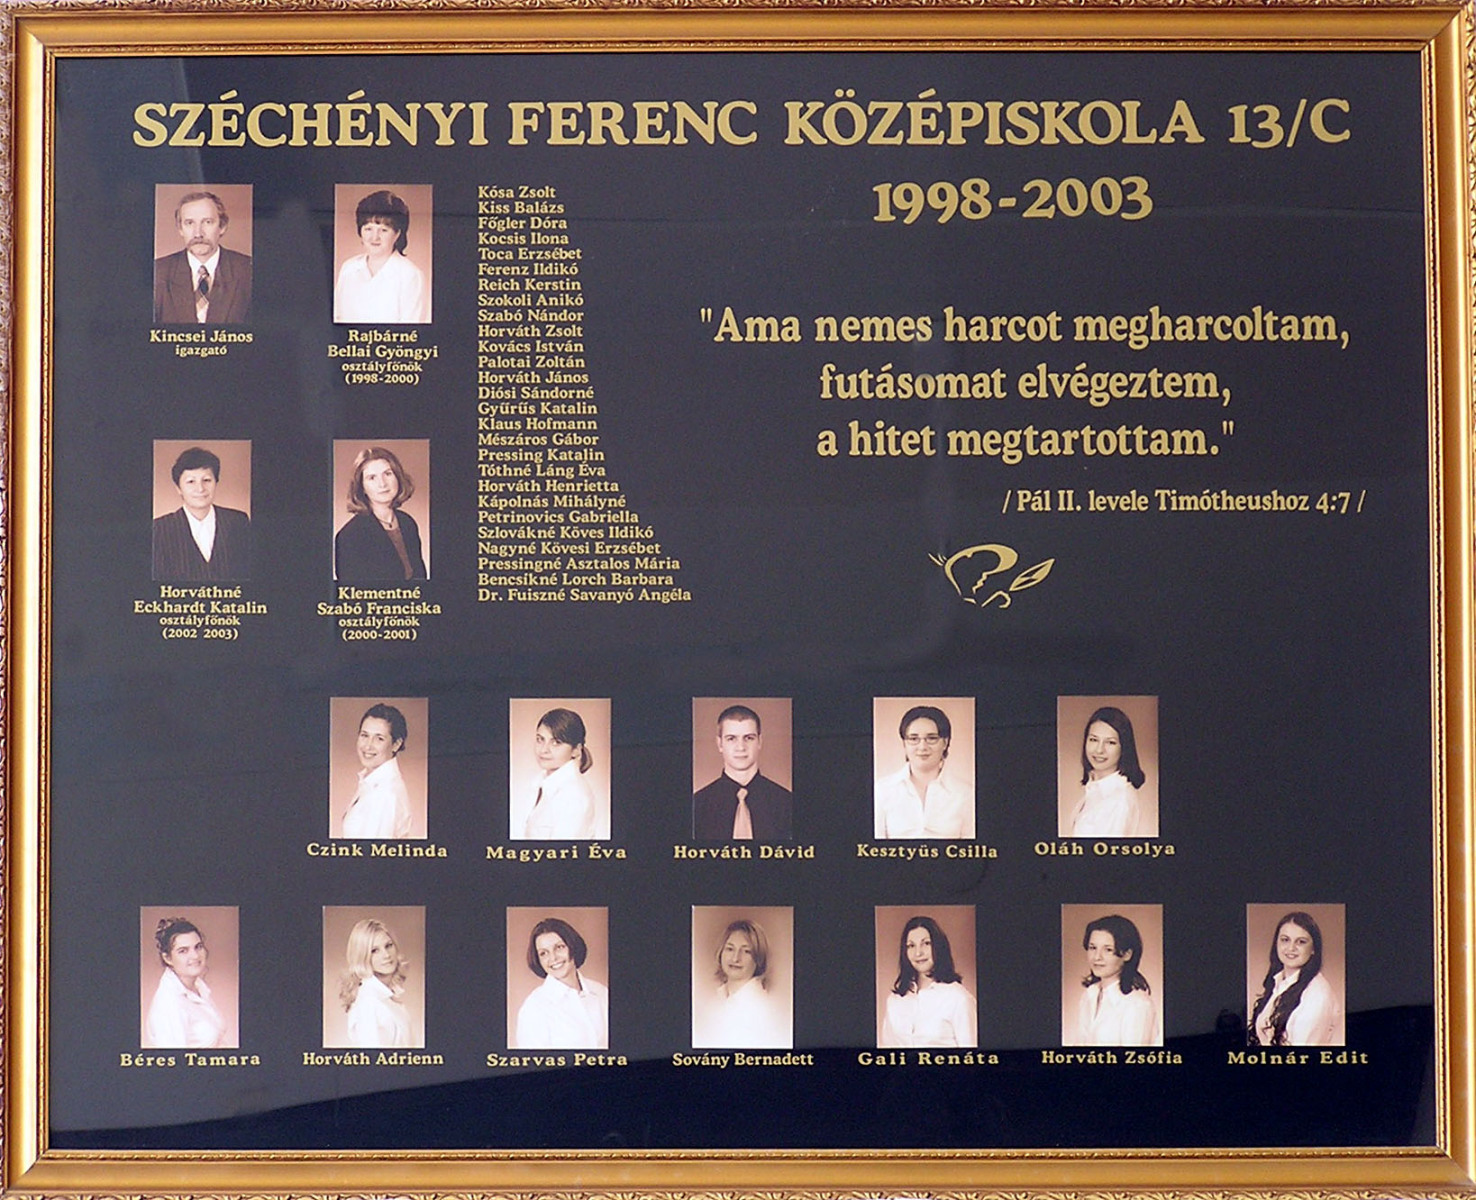 SZÉCHÉNYI FERENC KÖZÉPISKOLA 13/C
1998-2003
Kincsei János
igazgató
Rajbárné
Bellai Gyöngyi
osztályfőnök
(1998-2000)
Horváthné
Eckhardt Katalin
osztályfőnök
(2002 2003)
Klementné
Szabó Franciska
osztályfőnök
(2000-2001)
Kósa Zsolt
Kiss Balázs
Főgler Dóra
Kocsis Ilona
Toca Erzsébet
Ferenz Ildikó
Reich Kerstin
Szokoli Anikó
Szabó Nándor
Horváth Zsolt
Kovács István
Palotai Zoltán
Horváth János
Diósi Sándorné
Gyűrűs Katalin
Klaus Hofmann
Mészáros Gábor
Pressing Katalin
Tóthné Láng Éva
Horváth Henrietta
Kápolnás Mihályné
Petrinovics Gabriella
Szlovákné Köves Ildikó
Nagyné Kövesi Erzsébet
Pressingné Asztalos Mária
Bencsíkné Lorch Barbara
Dr. Fuiszné Savanyó Angéla
"Ama nemes harcot megharcoltam,
futásomat elvégeztem,
a hitet megtartottam."
/ Pál II. levele Timótheushoz 4:7 /
Czink Melinda
Magyari Éva
Horváth Dávid
Kesztyüs Csilla
Oláh Orsolya
Béres Tamara
Horváth Adrienn
Szarvas Petra
Sovány Bernadett
Gali Renáta
Horváth Zsófia
Molnár Edit